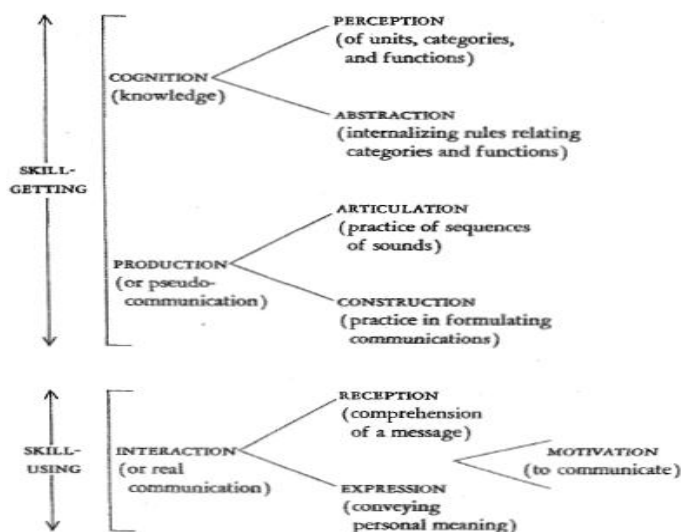 PERCEPTION
(of units, categories,
and functions)
COGNITION
(knowledge)
ABSTRACTION
(internalizing rules relating
categories and functions)
SKILL-
GETTING
ARTICULATION
(practice of sequences
of sounds)
PRODUCTION
(or pseudo-
communication)
CONSTRUCTION
(practice in formulating
communications)
RECEPTION
(comprehension
of a message)
SKILL-
USING
INTERACTION
(or real
communication)
MOTIVATION
(to communicate)
EXPRESSION
(conveying
personal meaning)